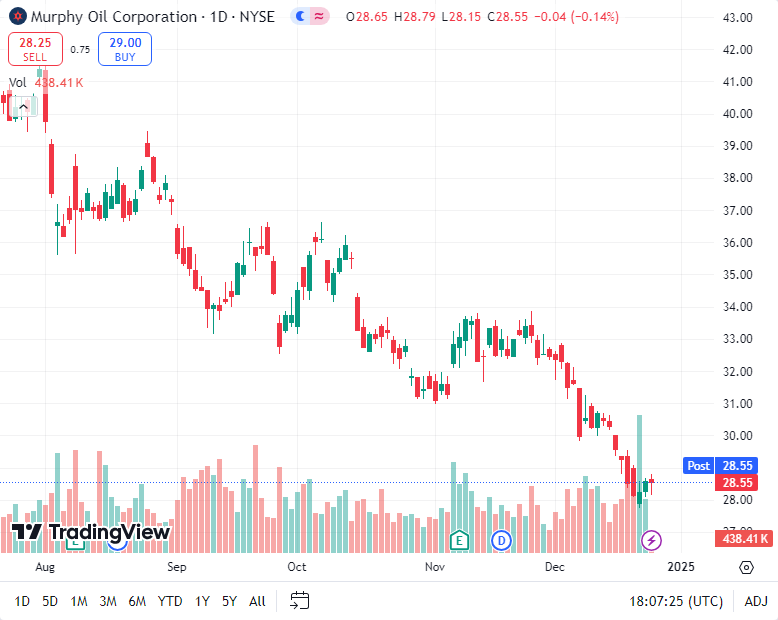 Murphy Oil Corporation · 1D · NYSE O28.65 H28.79 L28.15 C28.55 −0.04 (−0.14%)
28.25 SELL 0.75 29.00 BUY
Vol 438.41 K
43.00
42.00
41.00
40.00
39.00
38.00
37.00
36.00
35.00
34.00
33.00
32.00
31.00
30.00
Post 28.55
28.55
28.00
27.00
438.41 K
TradingView
E D
E
Aug Sep Oct Nov Dec 2025
1D 5D 1M 3M 6M YTD 1Y 5Y All 18:07:25 (UTC) ADJ